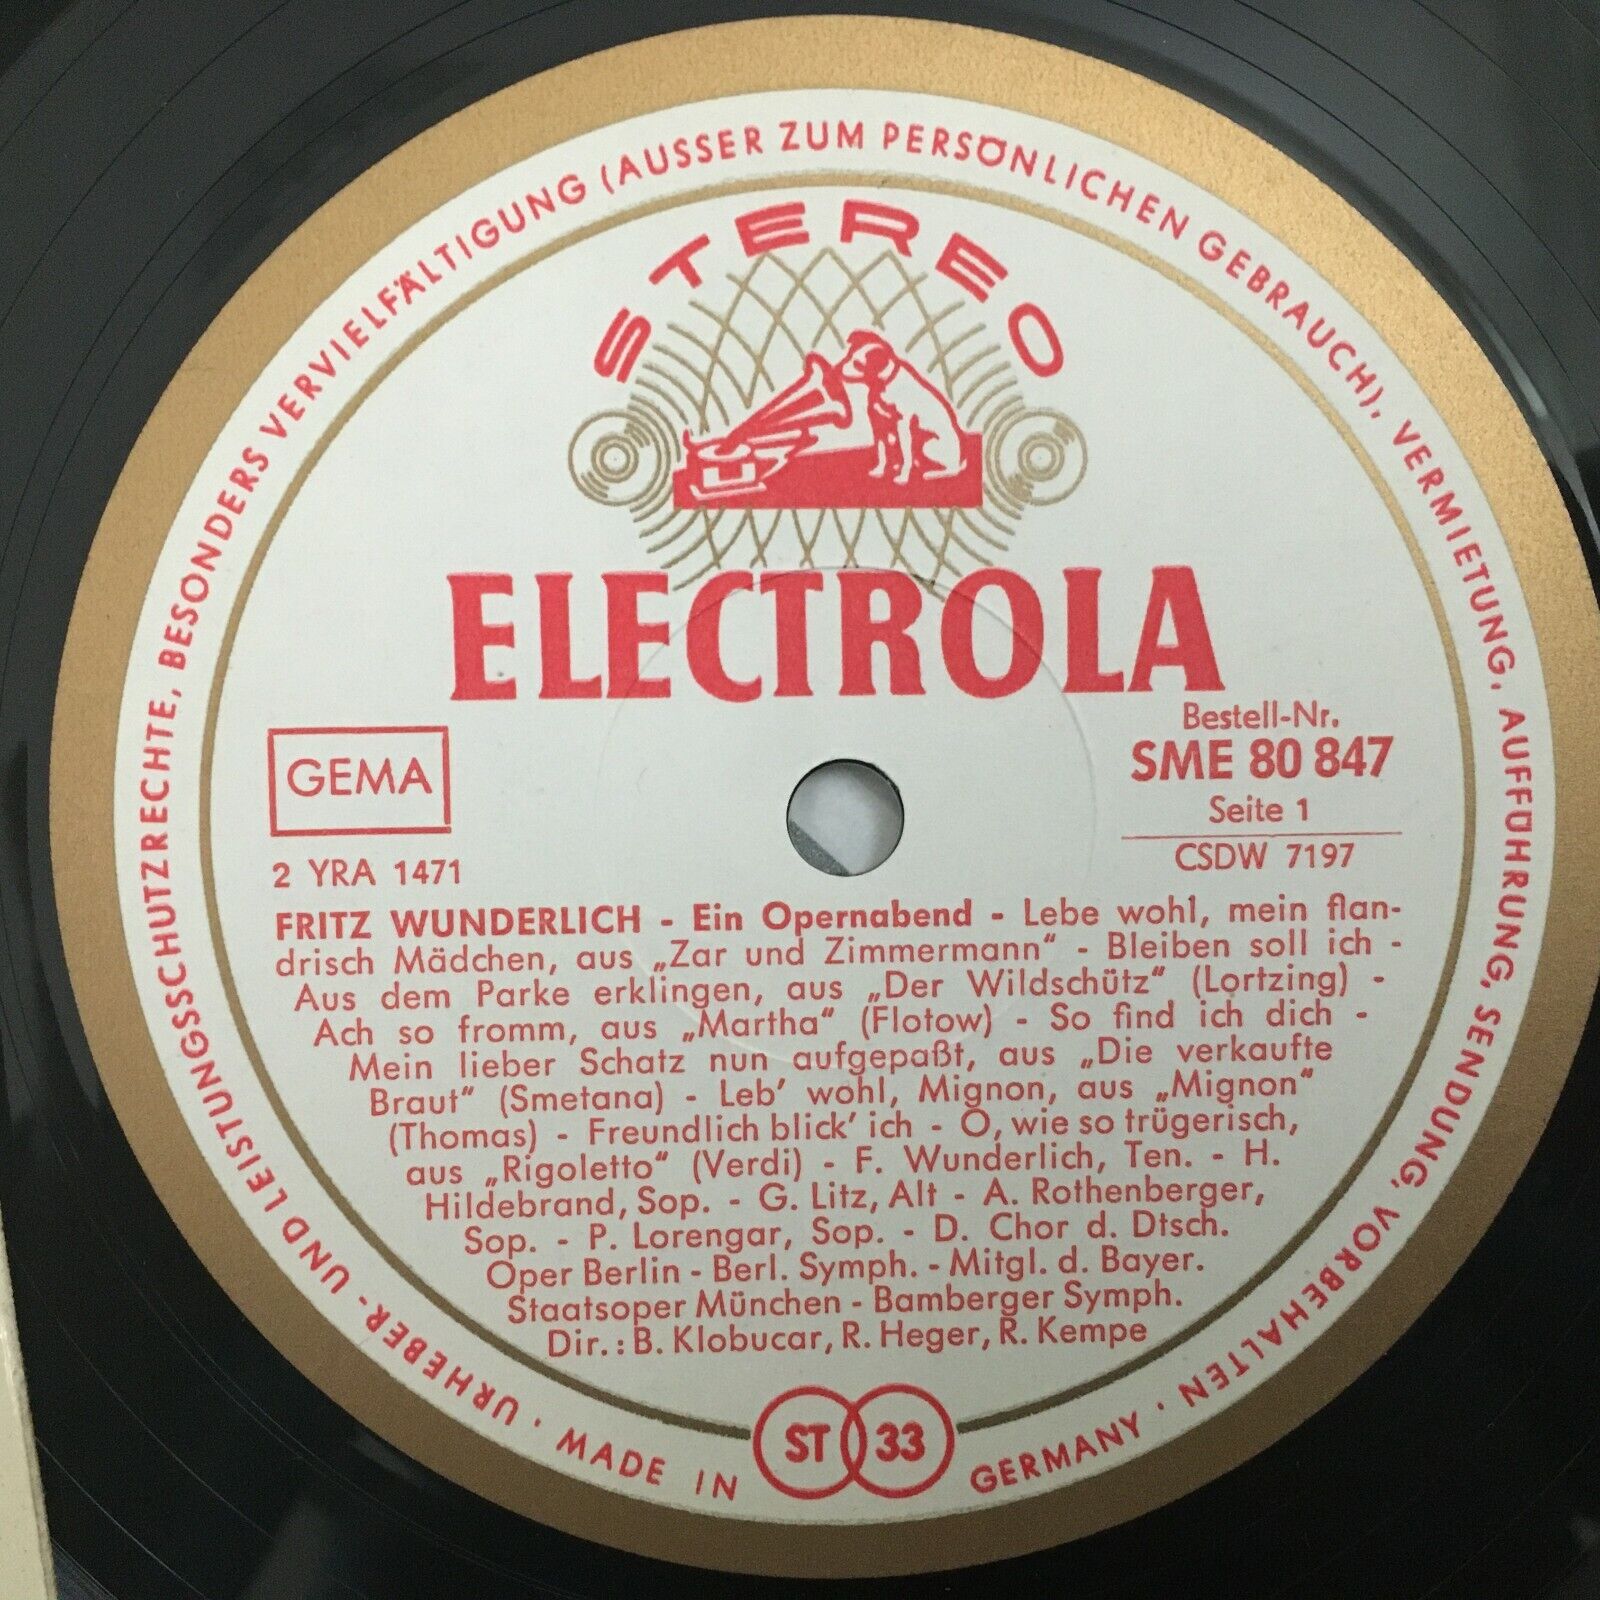 URHEBER- UND LEISTUNGSSCHUTZRECHTE, BESONDERS VERVIELFÄLTIGUNG (AUSSER ZUM PERSÖNLICHEN GEBRAUCH), VERMIETUNG, AUFFÜHRUNG, SENDUNG, VORBEHALTEN · MADE IN GERMANY ·
STEREO
ELECTROLA
GEMA
2 YRA 1471
Bestell-Nr.
SME 80 847
Seite 1
CSDW 7197
FRITZ WUNDERLICH - Ein Opernabend - Lebe wohl, mein flan-
drisch Mädchen, aus „Zar und Zimmermann" - Bleiben soll ich -
Aus dem Parke erklingen, aus „Der Wildschütz" (Lortzing) -
Ach so fromm, aus „Martha" (Flotow) - So find ich dich -
Mein lieber Schatz nun aufgepaßt, aus „Die verkaufte
Braut" (Smetana) - Leb' wohl, Mignon, aus „Mignon"
(Thomas) - Freundlich blick' ich - O, wie so trügerisch,
aus „Rigoletto" (Verdi) - F. Wunderlich, Ten. - H.
Hildebrand, Sop. - G. Litz, Alt - A. Rothenberger,
Sop. - P. Lorengar, Sop. - D. Chor d. Dtsch.
Oper Berlin - Berl. Symph. - Mitgl. d. Bayer.
Staatsoper München - Bamberger Symph.
Dir.: B. Klobucar, R. Heger, R. Kempe
ST 33